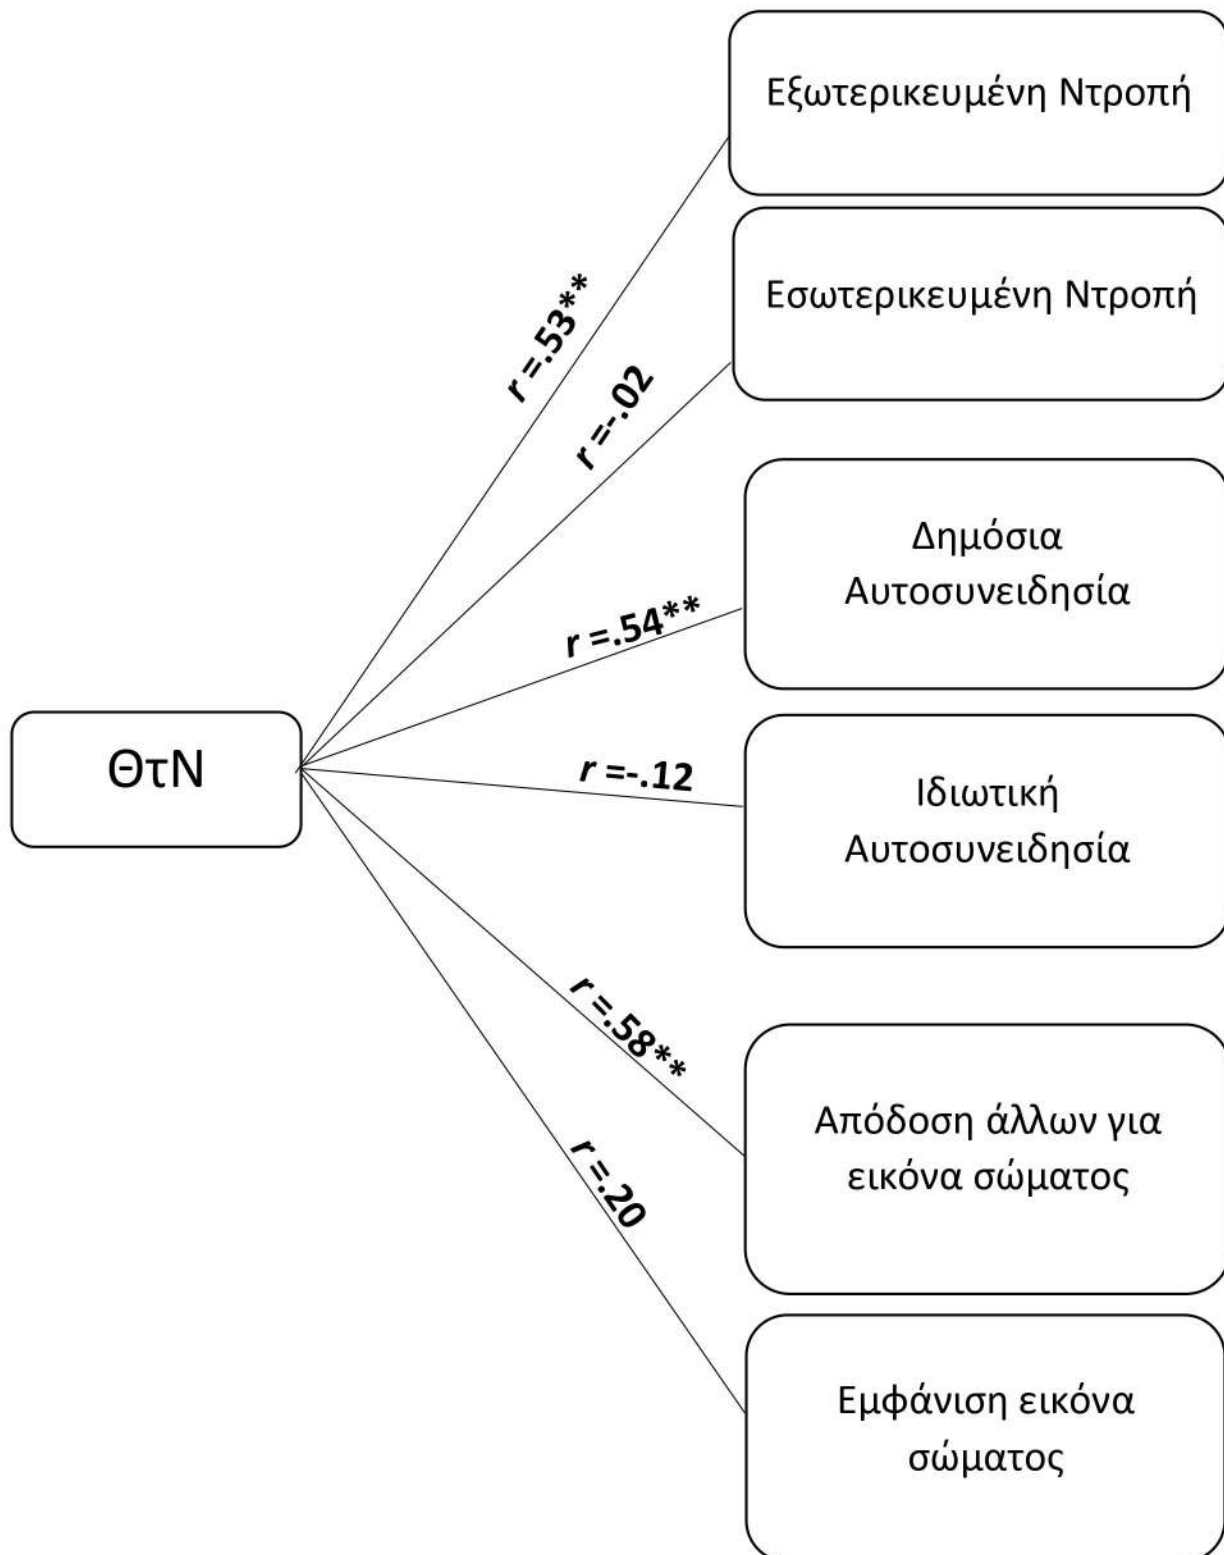 Εξωτερικευμένη Ντροπή
r =.53**
Εσωτερικευμένη Ντροπή
r =-.02
Δημόσια
Αυτοσυνειδησία
r =.54**
ΘτΝ
r =-.12
Ιδιωτική
Αυτοσυνειδησία
r =.58**
Απόδοση άλλων για
εικόνα σώματος
r =.20
Εμφάνιση εικόνα
σώματος